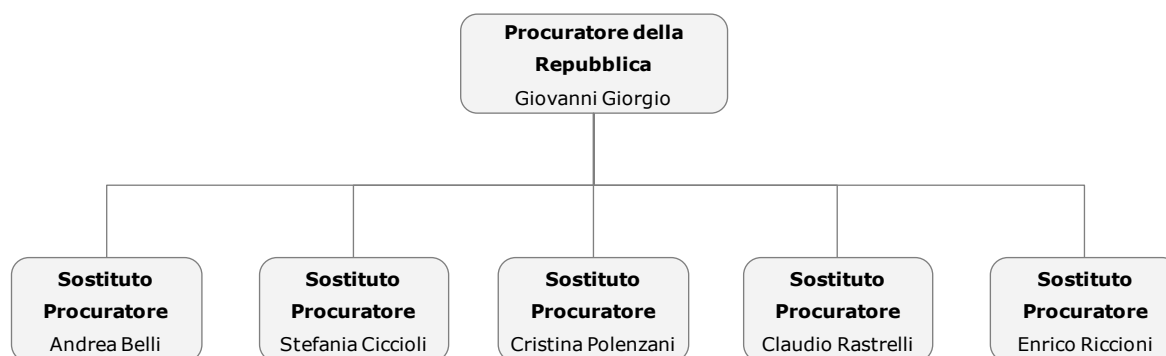 Procuratore della
Repubblica
Giovanni Giorgio
Sostituto
Procuratore
Andrea Belli
Sostituto
Procuratore
Stefania Ciccioli
Sostituto
Procuratore
Cristina Polenzani
Sostituto
Procuratore
Claudio Rastrelli
Sostituto
Procuratore
Enrico Riccioni